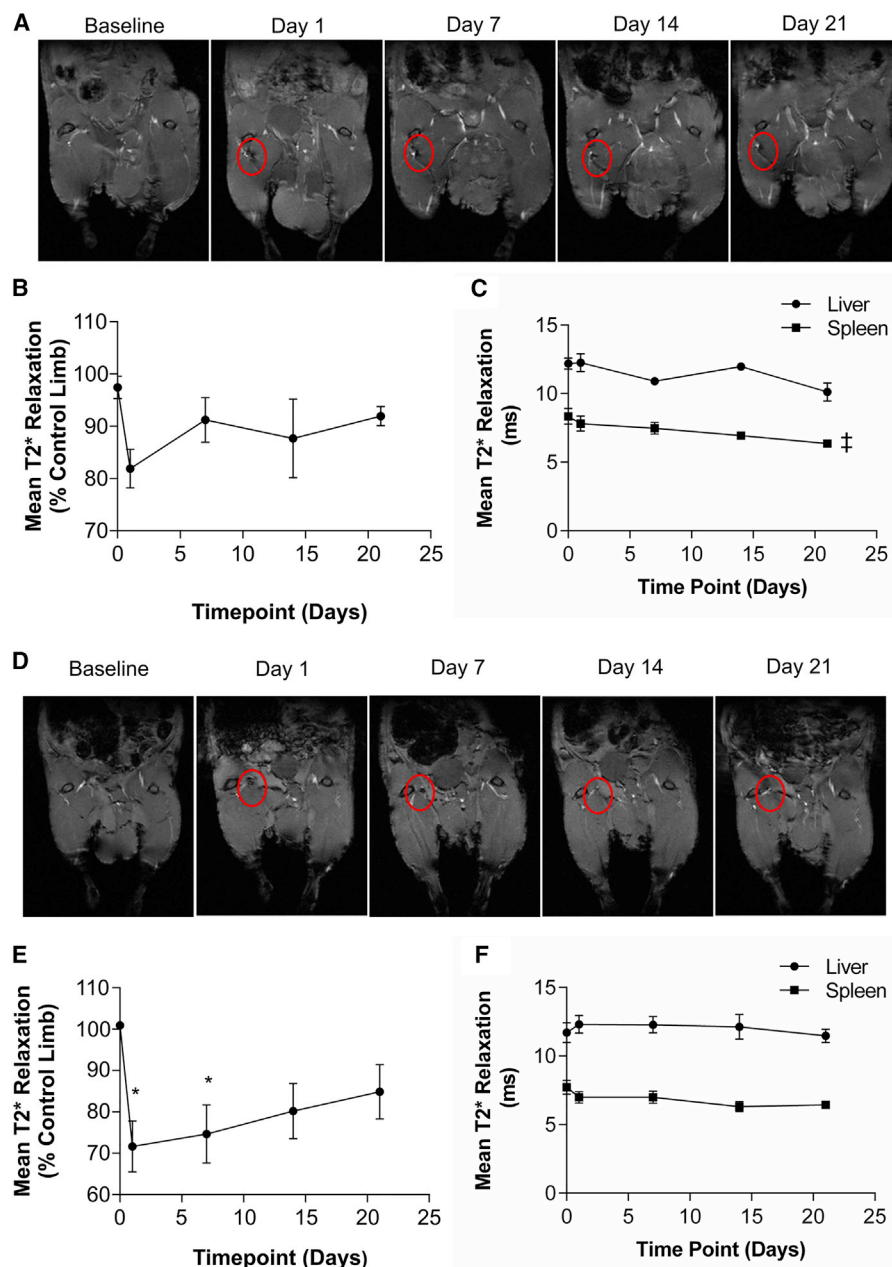 A
Baseline
Day 1
Day 7
Day 14
Day 21
B
110
100
90
80
70
0
5
10
15
20
25
Mean T2* Relaxation
(% Control Limb)
Timepoint (Days)
C
Liver
Spleen
15
10
5
0
0
5
10
15
20
25
‡
Mean T2* Relaxation
(ms)
Time Point (Days)
D
Baseline
Day 1
Day 7
Day 14
Day 21
E
110
100
90
80
70
60
0
5
10
15
20
25
*
*
Mean T2* Relaxation
(% Control Limb)
Timepoint (Days)
F
Liver
Spleen
15
10
5
0
0
5
10
15
20
25
Mean T2* Relaxation
(ms)
Time Point (Days)